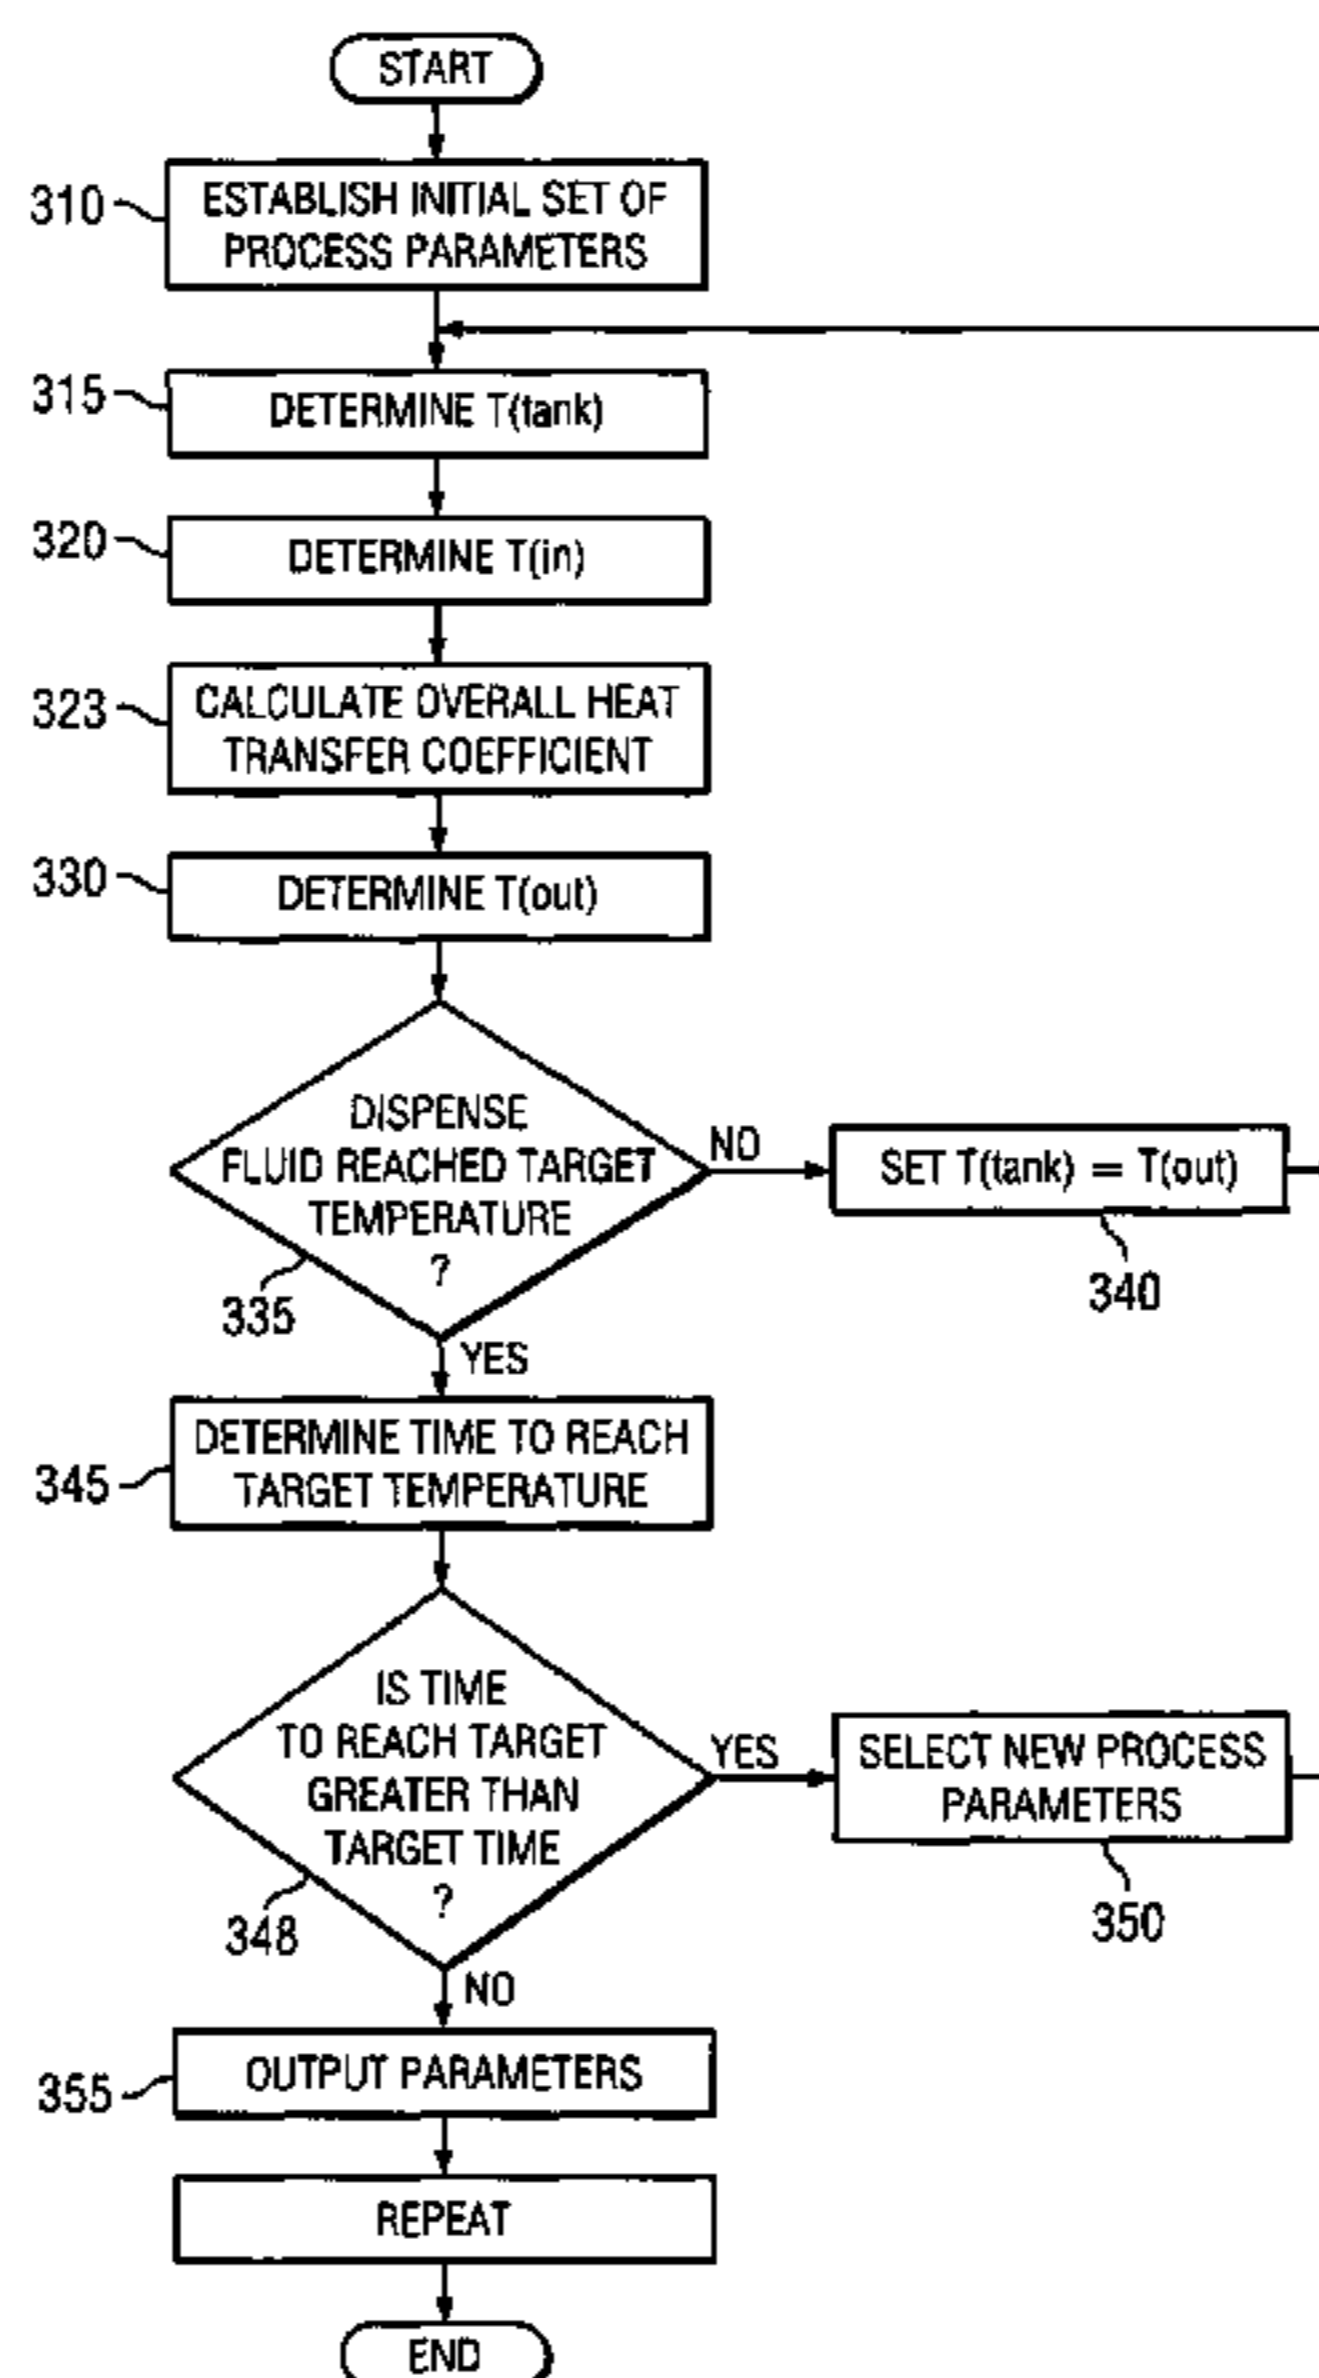 START
310
ESTABLISH INITIAL SET OF
PROCESS PARAMETERS
315
DETERMINE T(tank)
320
DETERMINE T(in)
323
CALCULATE OVERALL HEAT
TRANSFER COEFFICIENT
330
DETERMINE T(out)
DISPENSE
FLUID REACHED TARGET
TEMPERATURE
?
335
NO
SET T(tank) = T(out)
340
YES
345
DETERMINE TIME TO REACH
TARGET TEMPERATURE
IS TIME
TO REACH TARGET
GREATER THAN
TARGET TIME
?
348
YES
SELECT NEW PROCESS
PARAMETERS
350
NO
355
OUTPUT PARAMETERS
REPEAT
END